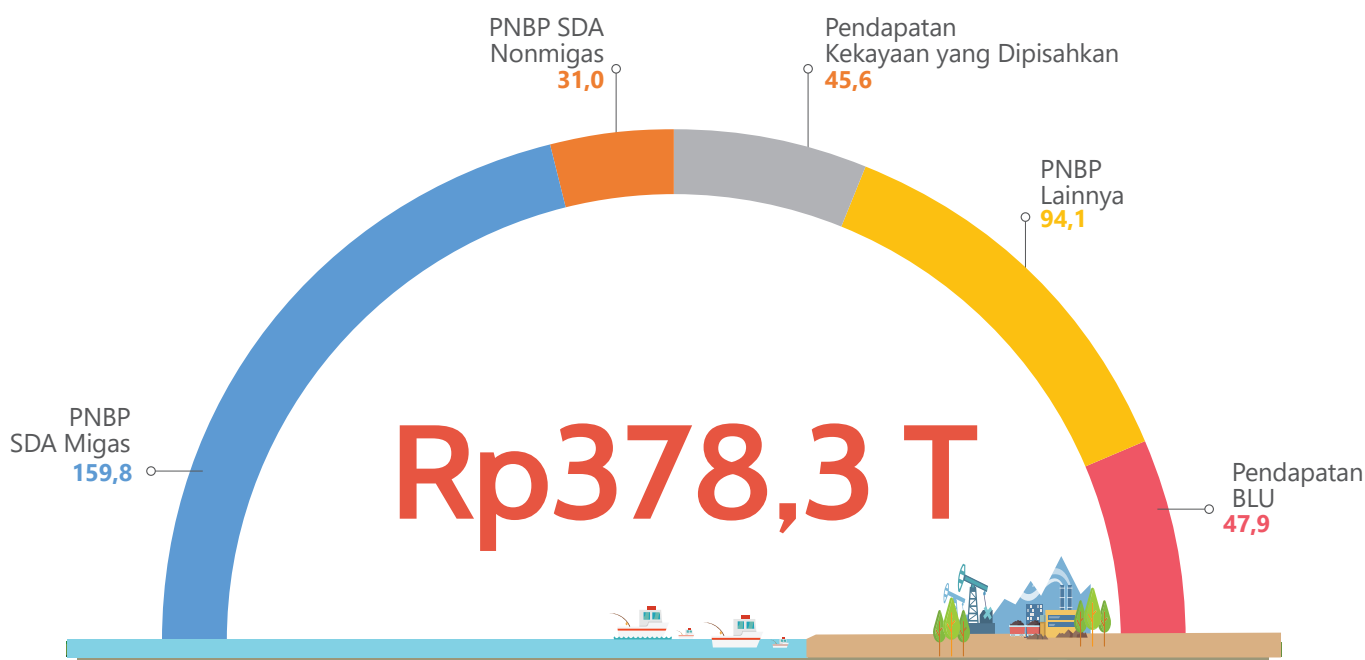 PNBP SDA
Nonmigas
31,0
Pendapatan
Kekayaan yang Dipisahkan
45,6
PNBP
Lainnya
94,1
PNBP
SDA Migas
159,8
Rp378,3 T
Pendapatan
BLU
47,9